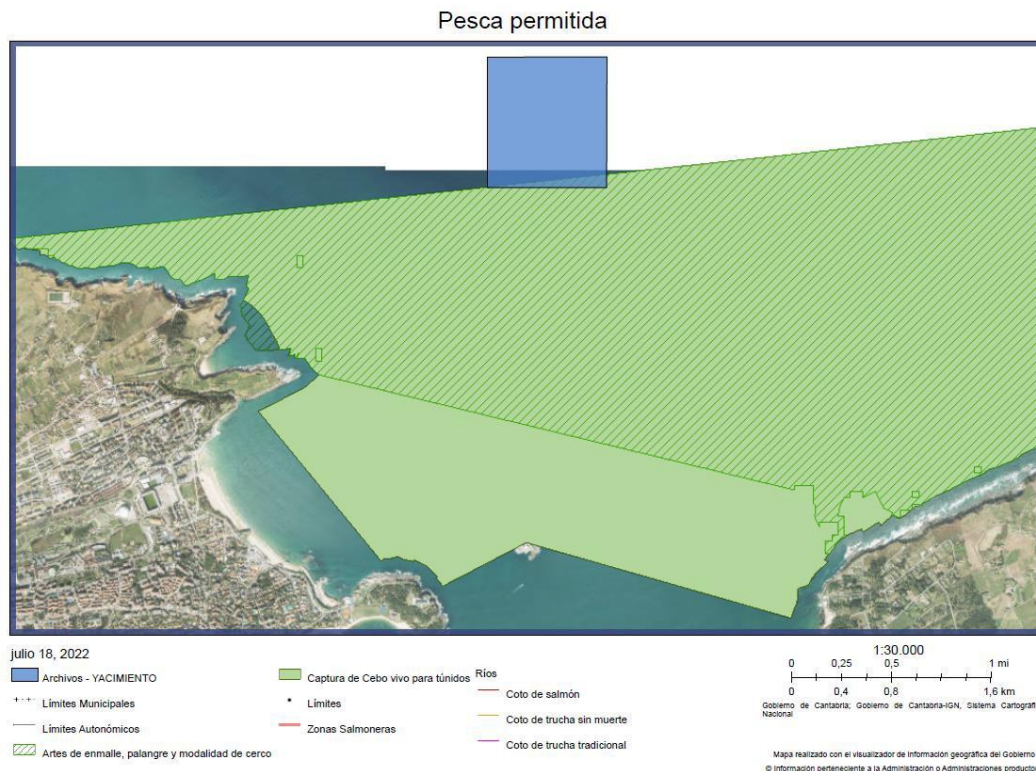 Pesca permitida
julio 18, 2022
Archivos - YACIMIENTO
Límites Municipales
Límites Autonómicos
Artes de enmalle, palangre y modalidad de cerco
Captura de Cebo vivo para túnidos
Límites
Zonas Salmoneras
Ríos
Coto de salmón
Coto de trucha sin muerte
Coto de trucha tradicional
1:30.000
0 0,25 0,5 1 mi
0 0,4 0,8 1,6 km
Gobierno de Cantabria; Gobierno de Cantabria-IGN, Sistema Cartográfi
Nacional
Mapa realizado con el visualizador de información geográfica del Gobierno
© Información perteneciente a la Administración o Administraciones product